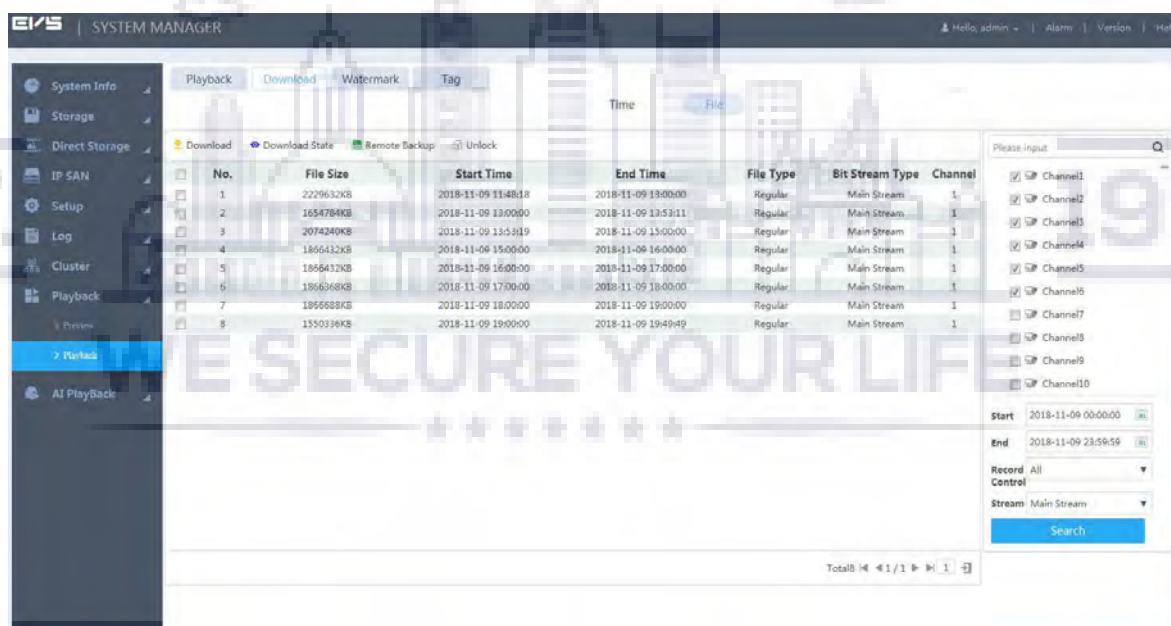 EIVS | SYSTEM MANAGER
Hello, admin | Alarm | Version | Hel
System Info
Storage
Direct Storage
IP SAN
Setup
Log
Cluster
Playback
> Preview
> Playback
AI PlayBack
Playback Download Watermark Tag
Time File
Download Download State Remote Backup Unlock
No. File Size Start Time End Time File Type Bit Stream Type Channel
1 2229632KB 2018-11-09 11:48:18 2018-11-09 13:00:00 Regular Main Stream 1
2 1654784KB 2018-11-09 13:00:00 2018-11-09 13:53:11 Regular Main Stream 1
3 2074240KB 2018-11-09 13:53:19 2018-11-09 15:00:00 Regular Main Stream 1
4 1866432KB 2018-11-09 15:00:00 2018-11-09 16:00:00 Regular Main Stream 1
5 1866432KB 2018-11-09 16:00:00 2018-11-09 17:00:00 Regular Main Stream 1
6 1866368KB 2018-11-09 17:00:00 2018-11-09 18:00:00 Regular Main Stream 1
7 1866688KB 2018-11-09 18:00:00 2018-11-09 19:00:00 Regular Main Stream 1
8 1550336KB 2018-11-09 19:00:00 2018-11-09 19:49:49 Regular Main Stream 1
Please input
Channel1
Channel2
Channel3
Channel4
Channel5
Channel6
Channel7
Channel8
Channel9
Channel10
Start 2018-11-09 00:00:00
End 2018-11-09 23:59:59
Record Control All
Stream Main Stream
Search
Total8 1/1 1
WE SECURE YOUR LIFE
19